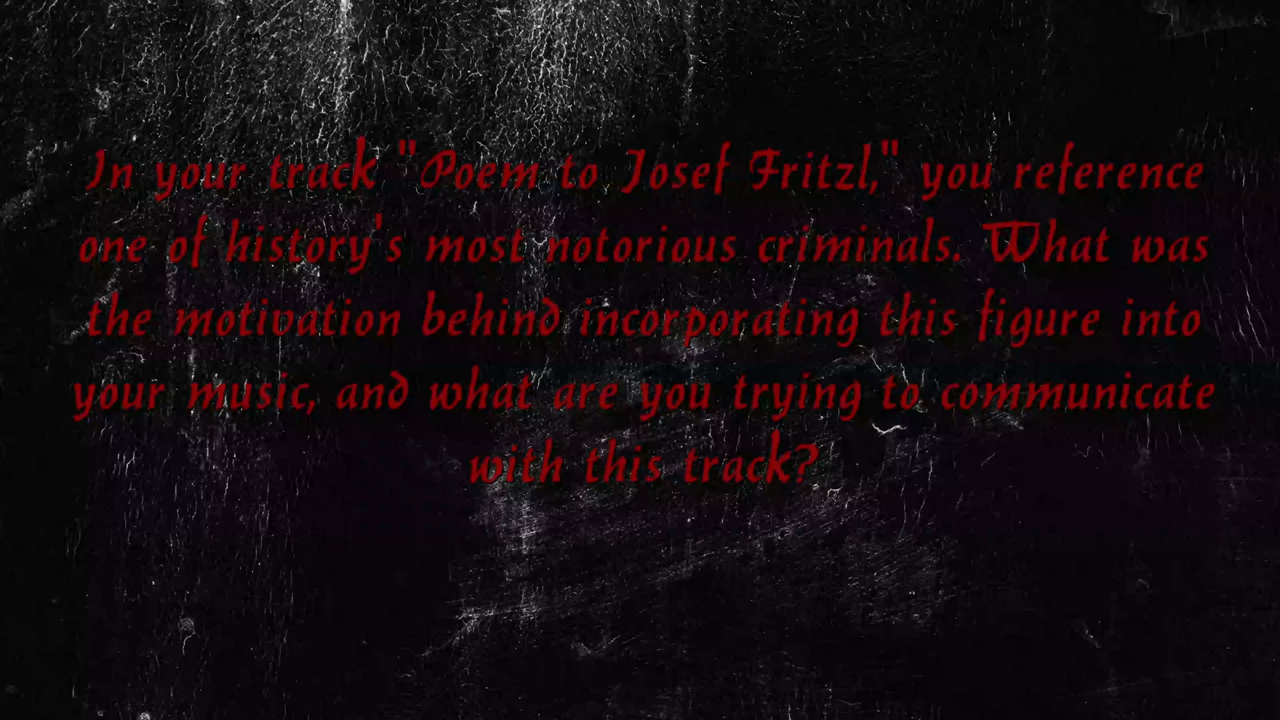 In your track "Poem to Josef Fritzl," you reference
one of history's most notorious criminals. What was
the motivation behind incorporating this figure into
your music, and what are you trying to communicate
with this track?